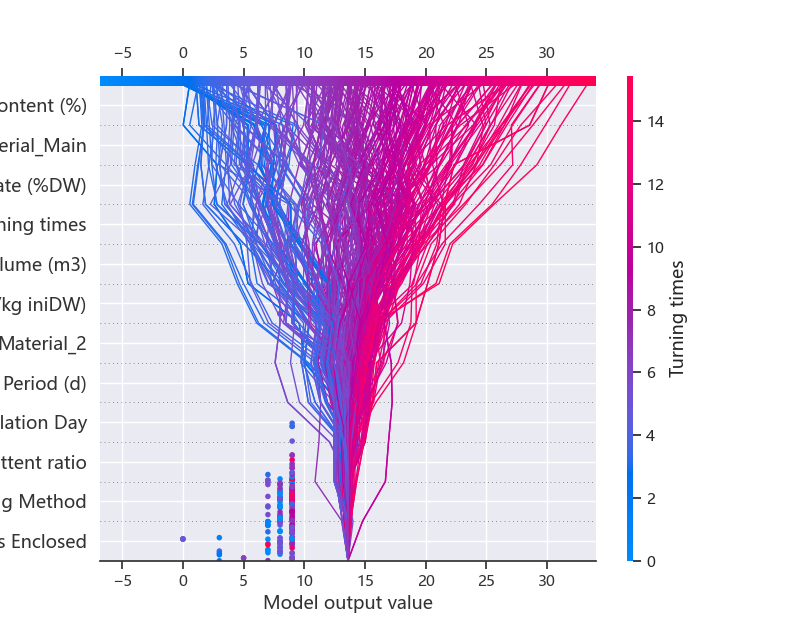 −5 0 5 10 15 20 25 30
ontent (%)
erial_Main
ate (%DW)
ning times
lume (m3)
/kg iniDW)
Material_2
Period (d)
lation Day
ttent ratio
g Method
s Enclosed
−5 0 5 10 15 20 25 30
Model output value
14
12
10
8
6
4
2
0
Turning times